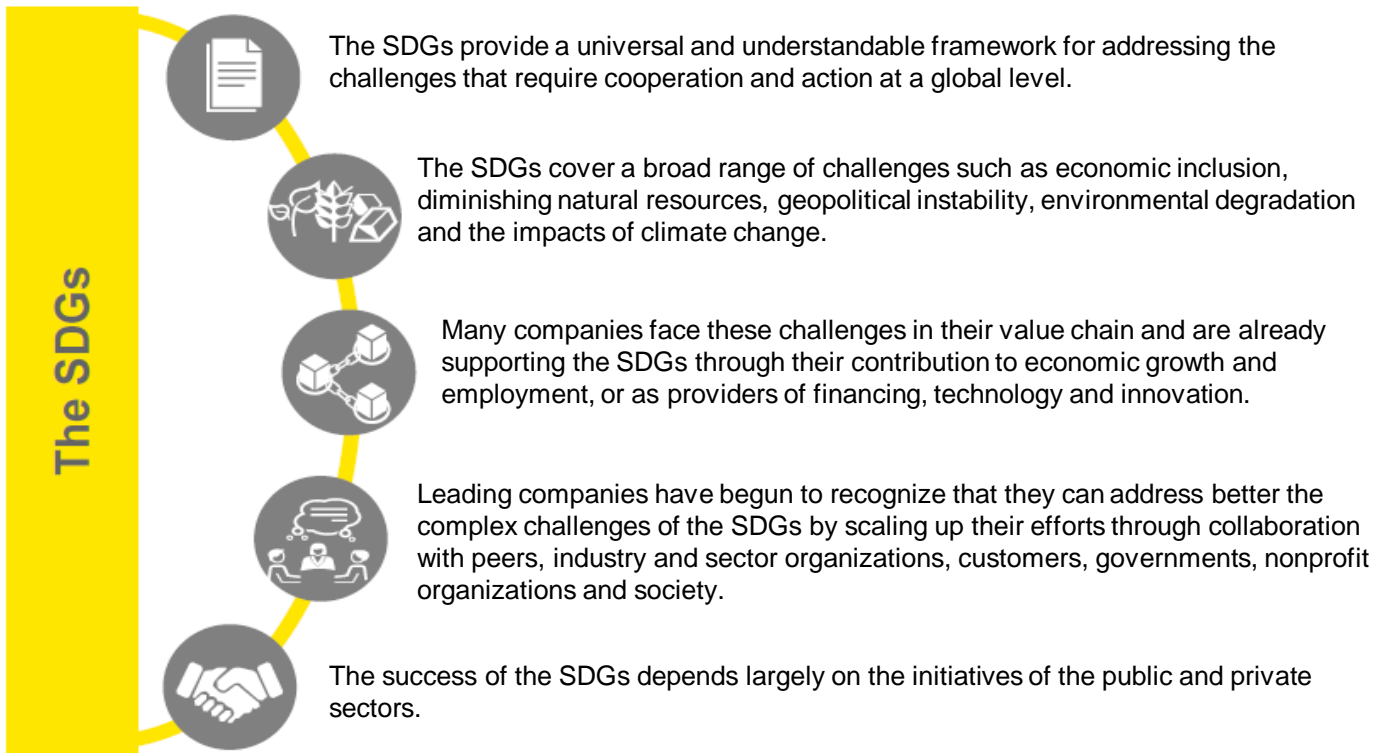 The SDGs
The SDGs provide a universal and understandable framework for addressing the
challenges that require cooperation and action at a global level.
The SDGs cover a broad range of challenges such as economic inclusion,
diminishing natural resources, geopolitical instability, environmental degradation
and the impacts of climate change.
Many companies face these challenges in their value chain and are already
supporting the SDGs through their contribution to economic growth and
employment, or as providers of financing, technology and innovation.
Leading companies have begun to recognize that they can address better the
complex challenges of the SDGs by scaling up their efforts through collaboration
with peers, industry and sector organizations, customers, governments, nonprofit
organizations and society.
The success of the SDGs depends largely on the initiatives of the public and private
sectors.